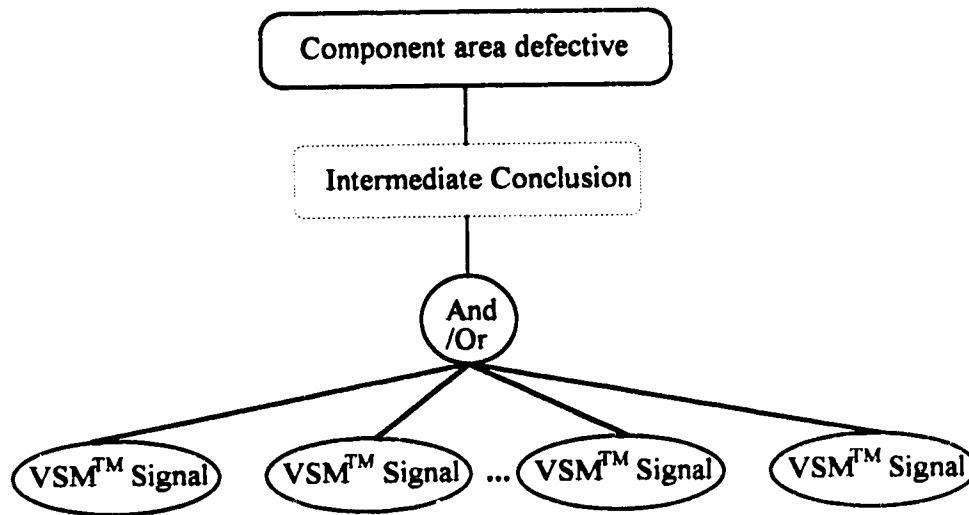 Component area defective
Intermediate Conclusion
And
/Or
VSM™ Signal VSM™ Signal ... VSM™ Signal VSM™ Signal